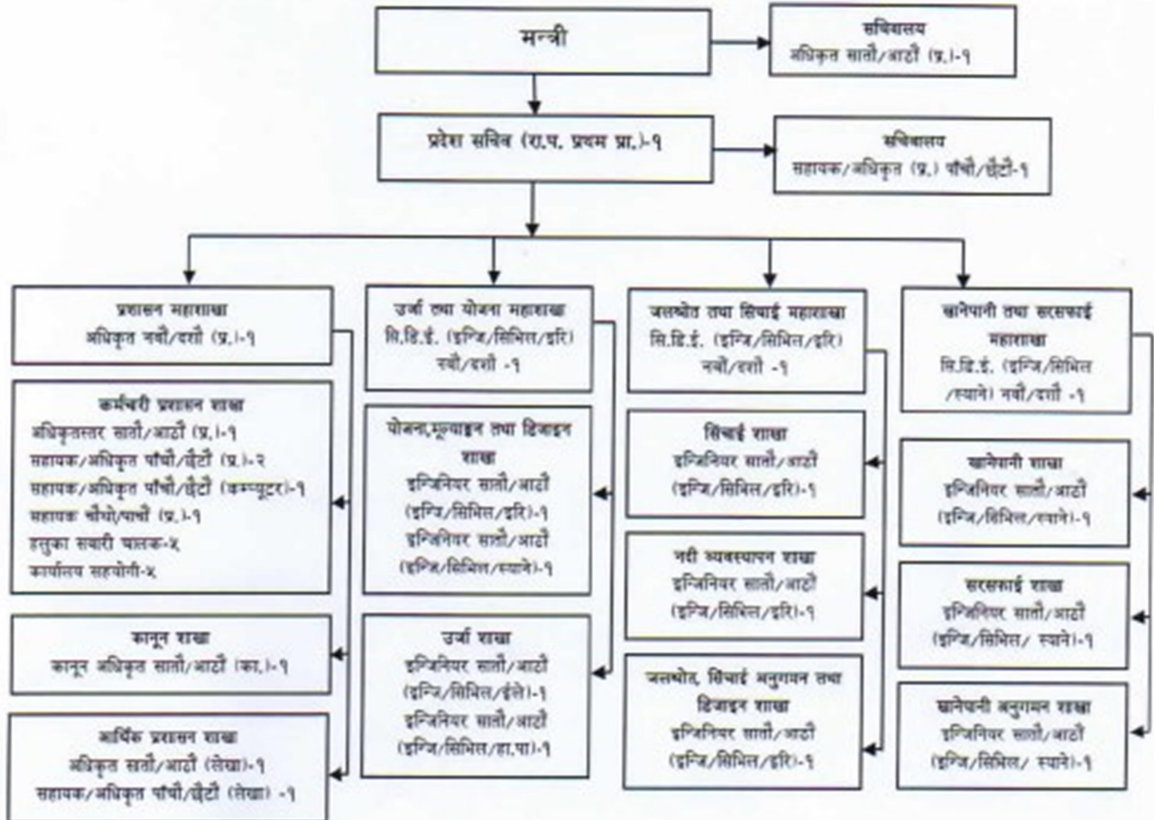 मन्त्री
सचिवालय
अधिकृत सातौं/आठौं (प्र.)-१
प्रदेश सचिव (रा.प. प्रथम प्रा.)-१
सचिवालय
सहायक/अधिकृत (प्र.) पाँचौ/छैटौं-१
प्रशासन महाशाखा
अधिकृत नवौं/दशौं (प्र.)-१
कर्मचारी प्रशासन शाखा
अधिकृतस्तर सातौं/आठौं (प्र.)-१
सहायक/अधिकृत पाँचौ/छैटौं (प्र.)-२
सहायक/अधिकृत पाँचौ/छैटौं (कम्प्यूटर)-१
सहायक चौथो/पाचौं (प्र.)-१
हलुका सवारी चालक-५
कार्यालय सहयोगी-५
कानून शाखा
कानून अधिकृत सातौं/आठौं (का.)-१
आर्थिक प्रशासन शाखा
अधिकृत सातौं/आठौं (लेखा)-१
सहायक/अधिकृत पाँचौ/छैटौं (लेखा) -१
उर्जा तथा योजना महाशाखा
सि.डि.ई. (इन्जि/सिभिल/इरि)
नवौं/दशौं -१
योजना,मूल्याङ्कन तथा डिजाइन
शाखा
इन्जिनियर सातौं/आठौं
(इन्जि/सिभिल/इरि)-१
इन्जिनियर सातौं/आठौं
(इन्जि/सिभिल/स्याने)-१
उर्जा शाखा
इन्जिनियर सातौं/आठौं
(इन्जि/सिभिल/ईले)-१
इन्जिनियर सातौं/आठौं
(इन्जि/सिभिल/हा.पा)-१
जलश्रोत तथा सिंचाई महाशाखा
सि.डि.ई. (इन्जि/सिभिल/इरि)
नवौं/दशौं -१
सिंचाई शाखा
इन्जिनियर सातौं/आठौं
(इन्जि/सिभिल/इरि)-१
नदी व्यवस्थापन शाखा
इन्जिनियर सातौं/आठौं
(इन्जि/सिभिल/इरि)-१
जलश्रोत, सिंचाई अनुगमन तथा
डिजाइन शाखा
इन्जिनियर सातौं/आठौं
(इन्जि/सिभिल/इरि)-१
खानेपानी तथा सरसफाई
महाशाखा
सि.डि.ई. (इन्जि/सिभिल
/स्याने) नवौं/दशौं -१
खानेपानी शाखा
इन्जिनियर सातौं/आठौं
(इन्जि/सिभिल/स्याने)-१
सरसफाई शाखा
इन्जिनियर सातौं/आठौं
(इन्जि/सिभिल/ स्याने)-१
खानेपानी अनुगमन शाखा
इन्जिनियर सातौं/आठौं
(इन्जि/सिभिल/ स्याने)-१